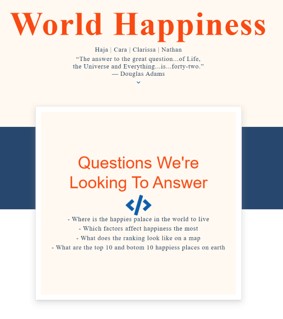 World Happiness
Haja | Cara | Clarissa | Nathan
"The answer to the great question...of Life,
the Universe and Everything...is...forty-two."
— Douglas Adams
Questions We're
Looking To Answer
</>
- Where is the happies palace in the world to live
- Which factors affect happiness the most
- What does the ranking look like on a map
- What are the top 10 and botom 10 happiness places on earth